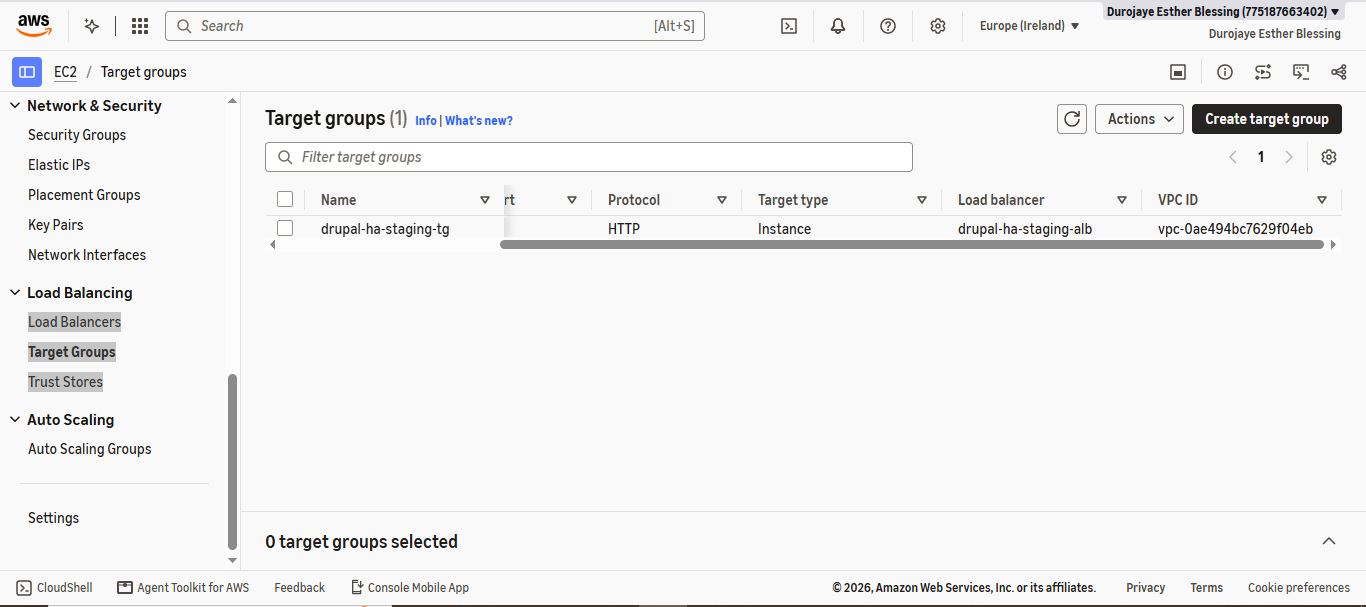 aws
Search [Alt+S]
Europe (Ireland)
Durojaye Esther Blessing (775187663402)
Durojaye Esther Blessing
EC2 / Target groups
Network & Security
Security Groups
Elastic IPs
Placement Groups
Key Pairs
Network Interfaces
Load Balancing
Load Balancers
Target Groups
Trust Stores
Auto Scaling
Auto Scaling Groups
Settings
Target groups (1) Info | What's new?
Actions
Create target group
Filter target groups
1
Name rt Protocol Target type Load balancer VPC ID
drupal-ha-staging-tg HTTP Instance drupal-ha-staging-alb vpc-0ae494bc7629f04eb
0 target groups selected
CloudShell Agent Toolkit for AWS Feedback Console Mobile App © 2026, Amazon Web Services, Inc. or its affiliates. Privacy Terms Cookie preferences